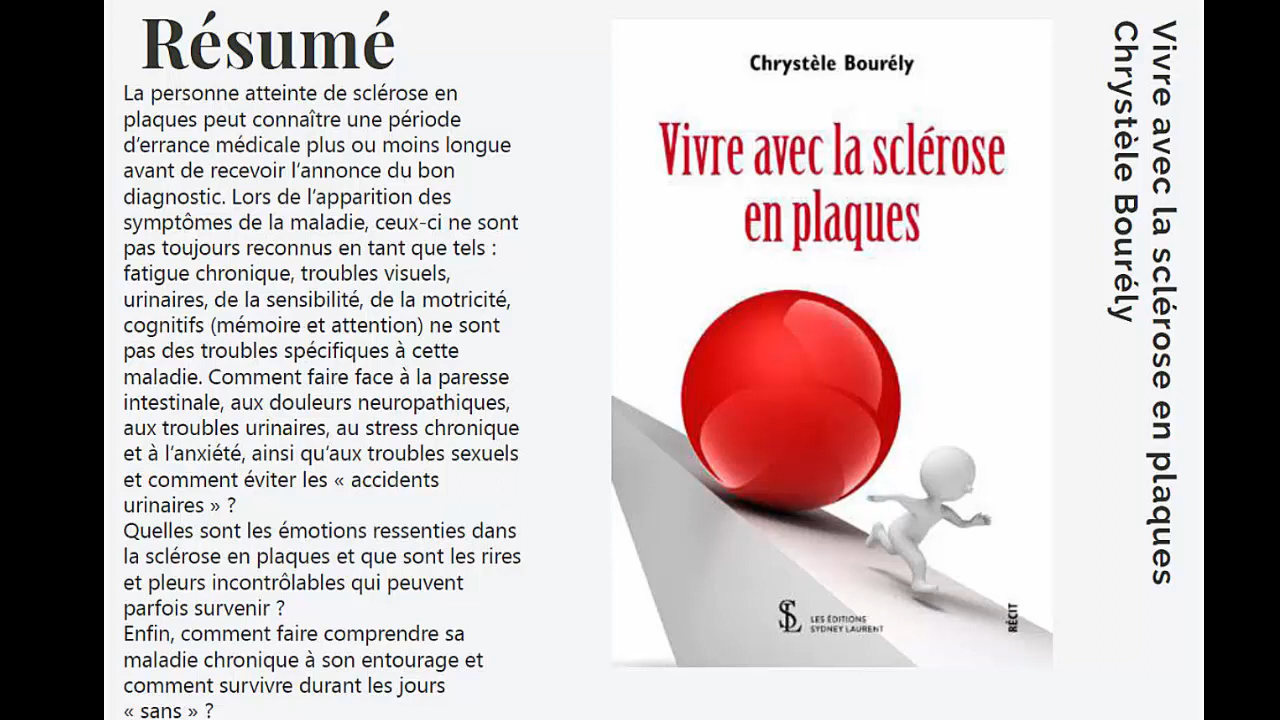 Résumé
La personne atteinte de sclérose en
plaques peut connaître une période
d’errance médicale plus ou moins longue
avant de recevoir l’annonce du bon
diagnostic. Lors de l’apparition des
symptômes de la maladie, ceux-ci ne sont
pas toujours reconnus en tant que tels :
fatigue chronique, troubles visuels,
urinaires, de la sensibilité, de la motricité,
cognitifs (mémoire et attention) ne sont
pas des troubles spécifiques à cette
maladie. Comment faire face à la paresse
intestinale, aux douleurs neuropathiques,
aux troubles urinaires, au stress chronique
et à l’anxiété, ainsi qu’aux troubles sexuels
et comment éviter les « accidents
urinaires » ?
Quelles sont les émotions ressenties dans
la sclérose en plaques et que sont les rires
et pleurs incontrôlables qui peuvent
parfois survenir ?
Enfin, comment faire comprendre sa
maladie chronique à son entourage et
comment survivre durant les jours
« sans » ?
Chrystèle Bourély
Vivre avec la sclérose
en plaques
SL
LES ÉDITIONS
SYDNEY LAURENT
RÉCIT
Vivre avec la sclérose en plaques
Chrystèle Bourély